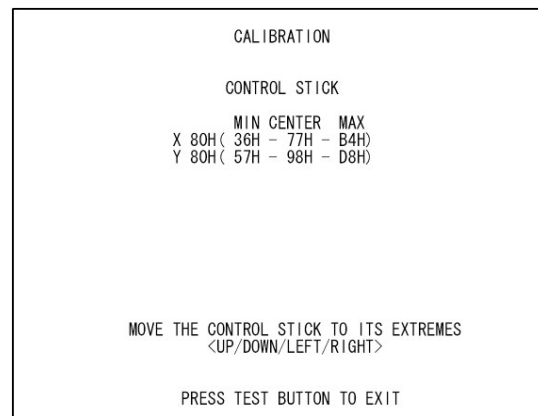 CALIBRATION
CONTROL STICK
MIN CENTER MAX
X 80H( 36H - 77H - B4H)
Y 80H( 57H - 98H - D8H)
MOVE THE CONTROL STICK TO ITS EXTREMES
<UP/DOWN/LEFT/RIGHT>
PRESS TEST BUTTON TO EXIT